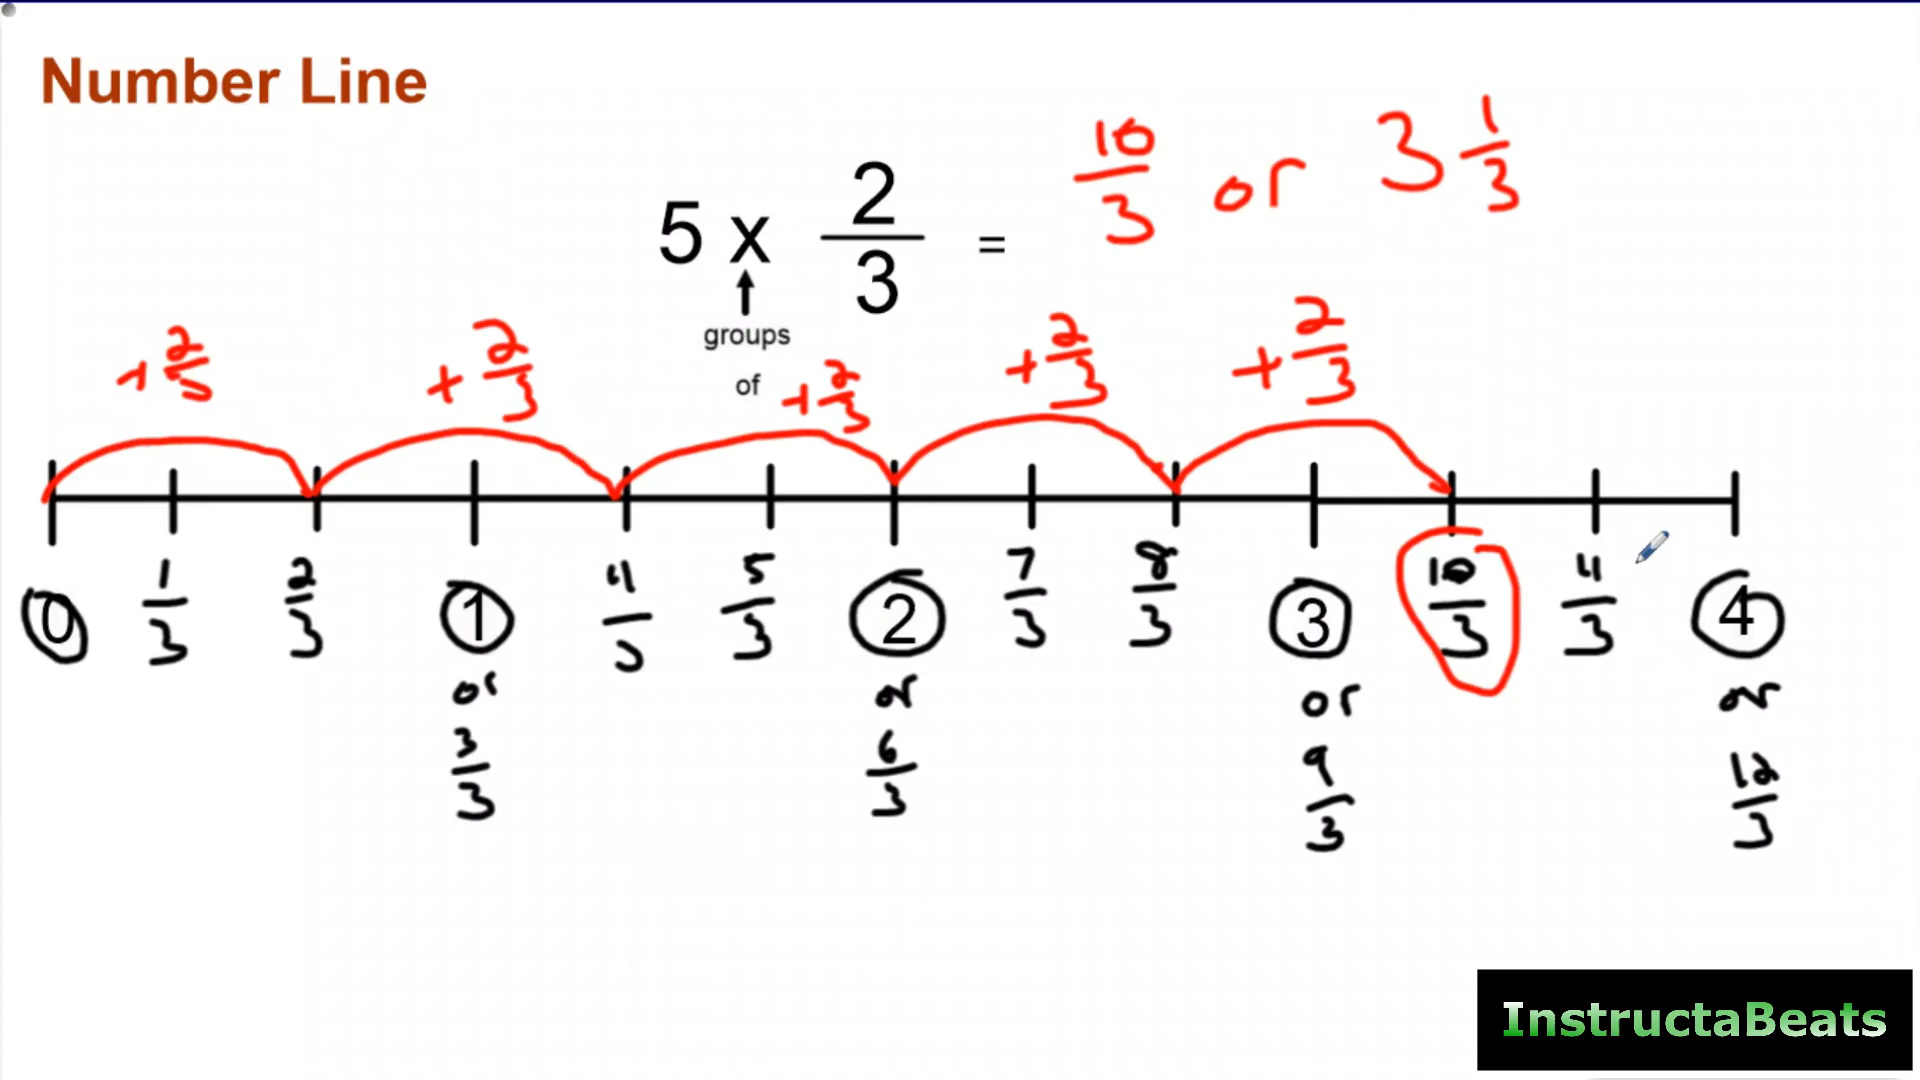 Number Line
5 x 2/3 = 10/3 or 3 1/3
groups
of
+2/3 +2/3 +2/3 +2/3 +2/3
0 1/3 2/3 1 4/3 5/3 2 7/3 8/3 3 10/3 11/3 4
or or or or
3/3 6/3 9/3 12/3
InstructaBeats